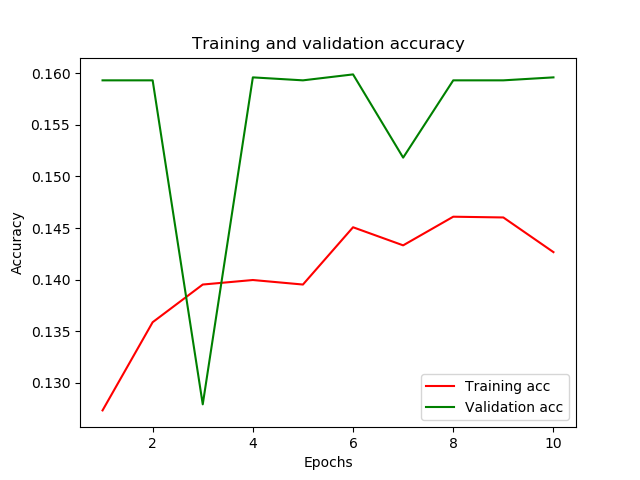 Training and validation accuracy
0.160
0.155
0.150
0.145
0.140
0.135
0.130
Accuracy
2
4
6
8
10
Epochs
Training acc
Validation acc